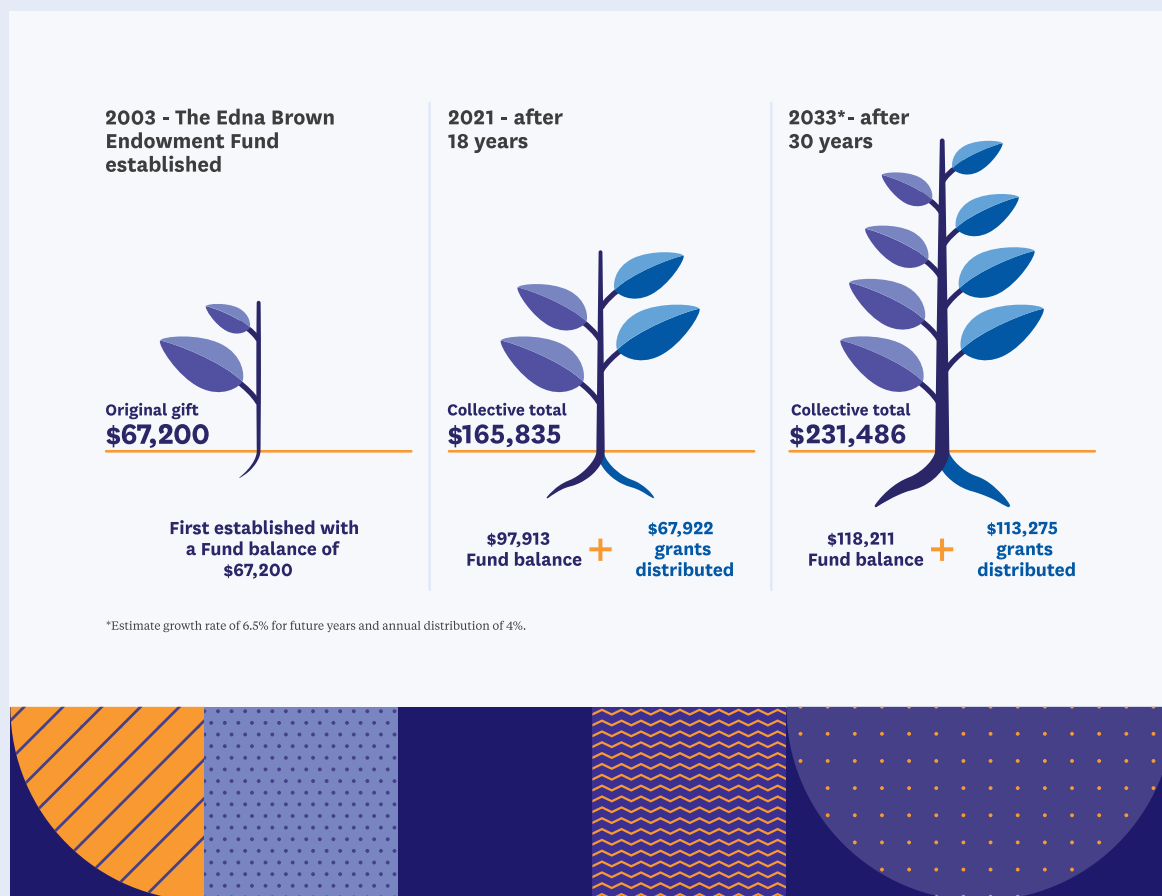 2003 - The Edna Brown
Endowment Fund
established
Original gift
$67,200
First established with
a Fund balance of
$67,200
2021 - after
18 years
Collective total
$165,835
$97,913
Fund balance
+
$67,922
grants
distributed
2033*- after
30 years
Collective total
$231,486
$118,211
Fund balance
+
$113,275
grants
distributed
*Estimate growth rate of 6.5% for future years and annual distribution of 4%.